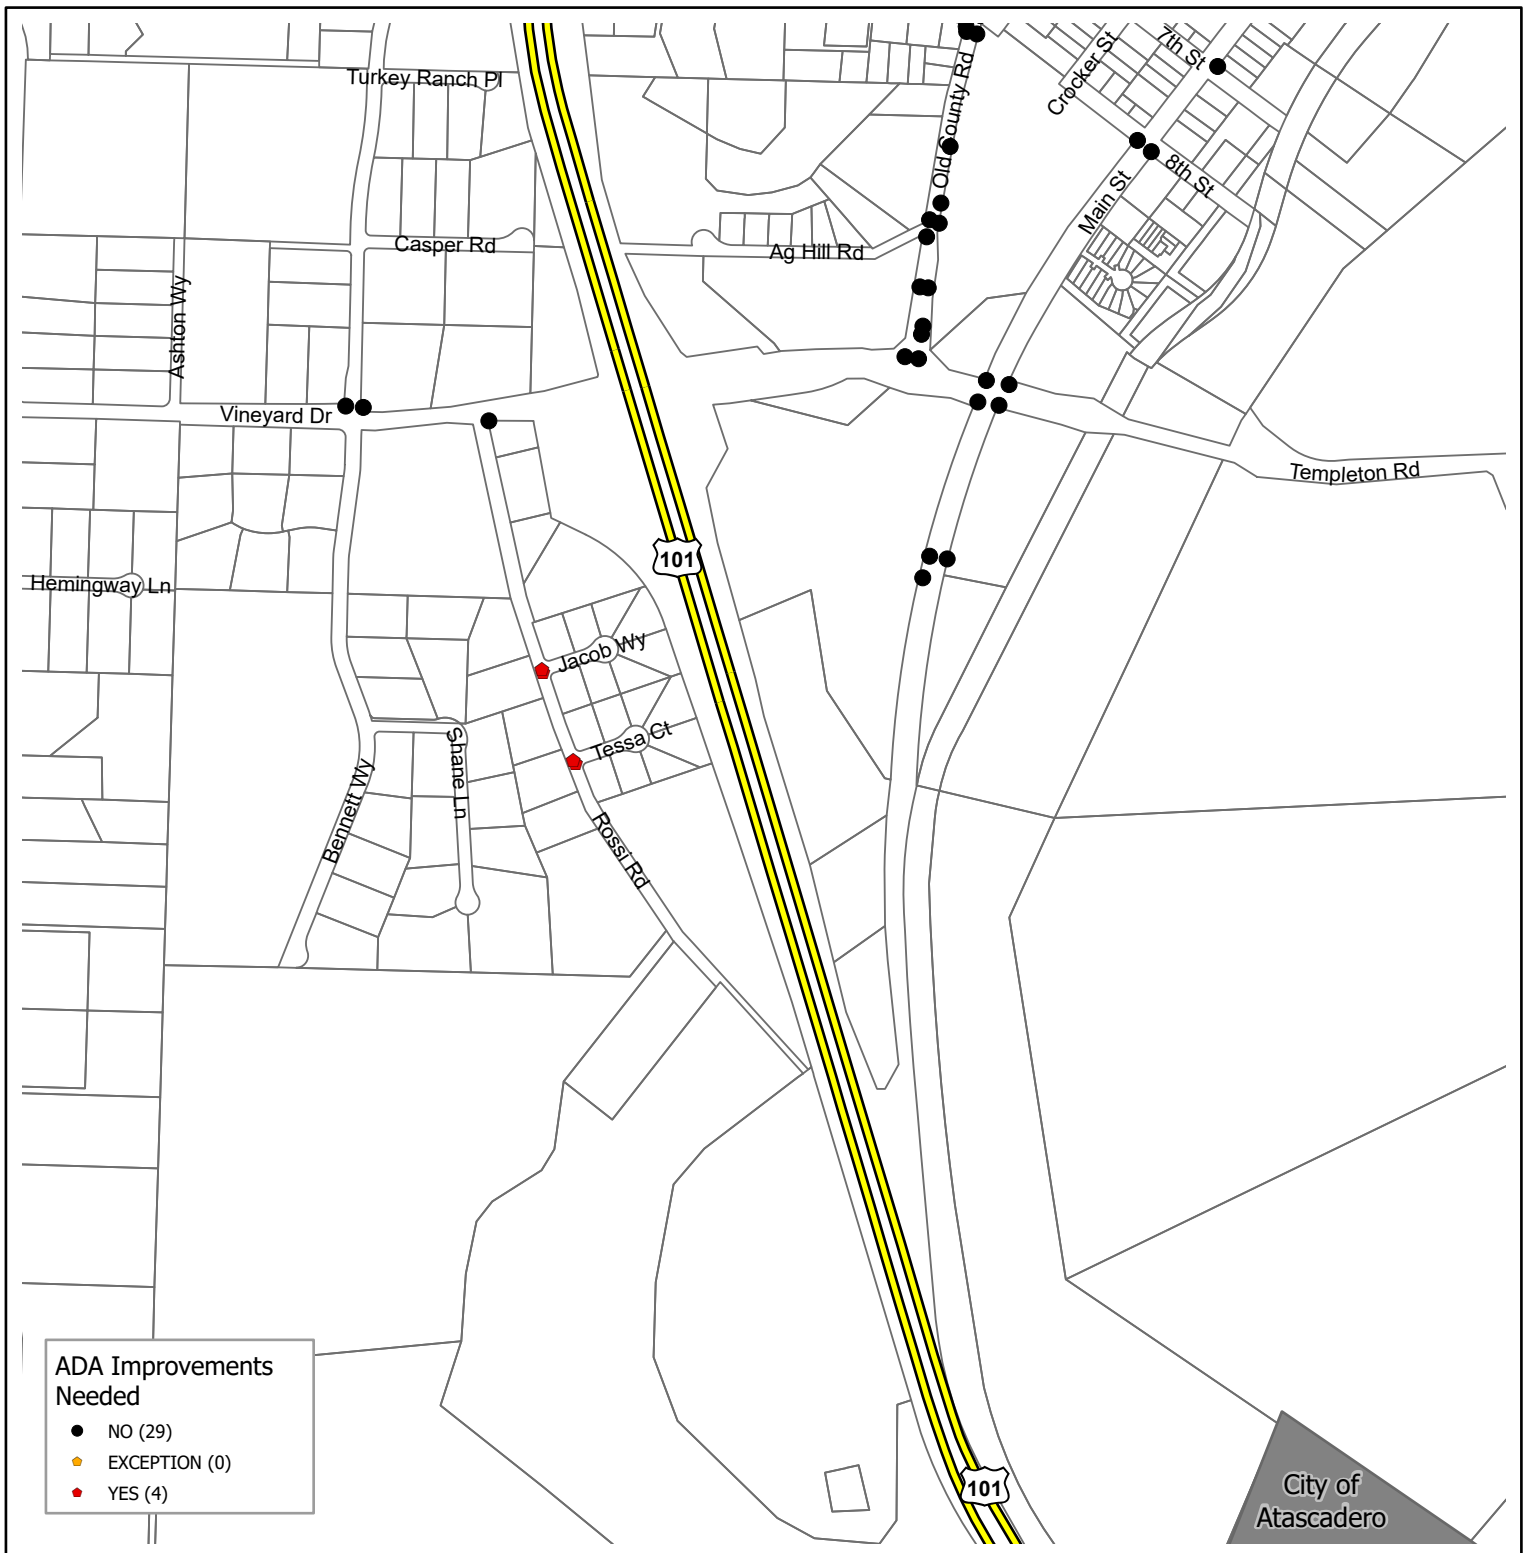 7th St
Crocker St
Turkey Ranch Pl
Old County Rd
8th St
Main St
Casper Rd
Ag Hill Rd
Ashton Wy
Vineyard Dr
Templeton Rd
101
Hemingway Ln
Jacob Wy
Tessa Ct
Shane Ln
Bennett Wy
Rossi Rd
ADA Improvements
Needed
NO (29)
EXCEPTION (0)
YES (4)
101
City of
Atascadero